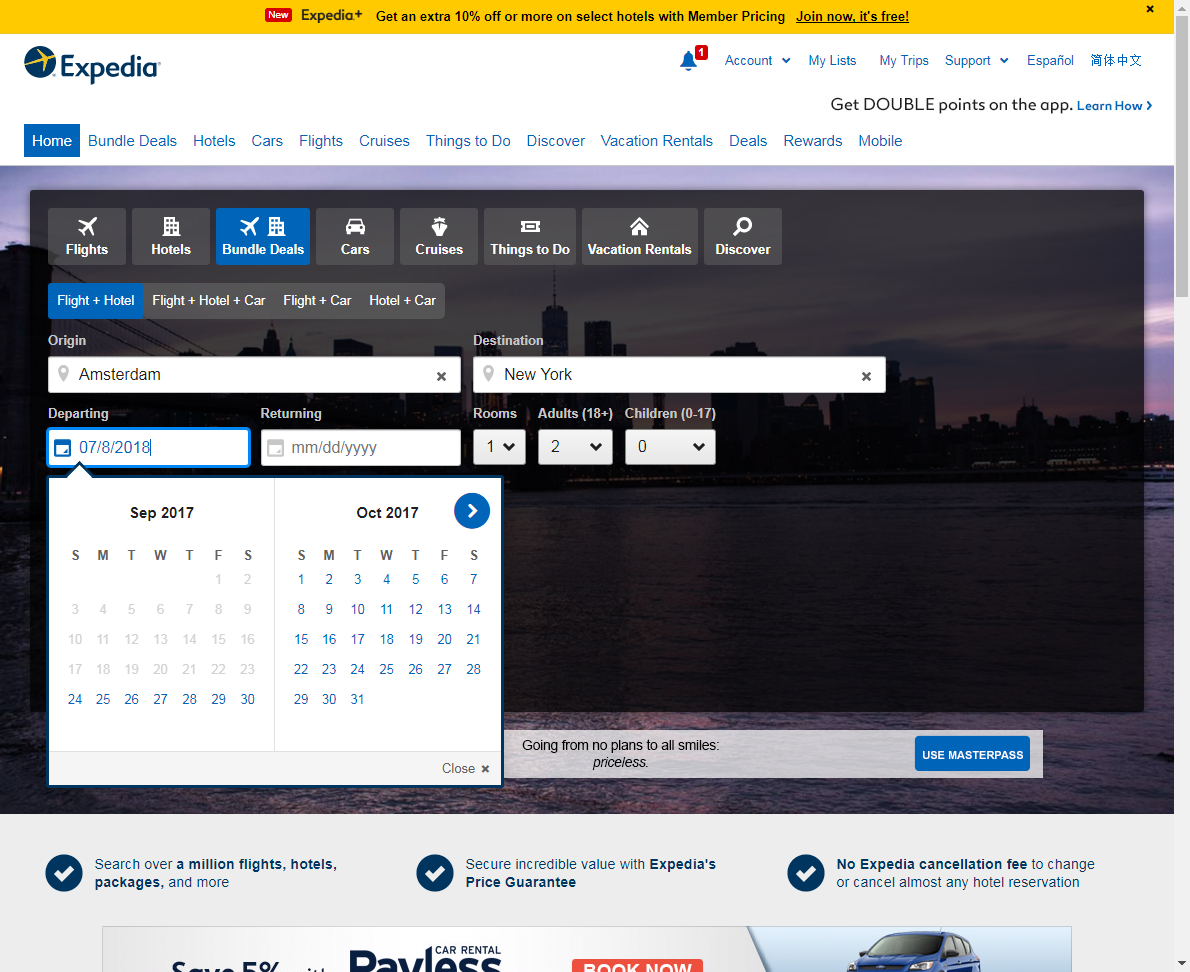 New Expedia+ Get an extra 10% off or more on select hotels with Member Pricing Join now, it's free!
Expedia
1 Account My Lists My Trips Support Español 简体中文
Get DOUBLE points on the app. Learn How
Home Bundle Deals Hotels Cars Flights Cruises Things to Do Discover Vacation Rentals Deals Rewards Mobile
Flights Hotels Bundle Deals Cars Cruises Things to Do Vacation Rentals Discover
Flight + Hotel Flight + Hotel + Car Flight + Car Hotel + Car
Origin Destination
Amsterdam New York
Departing Returning Rooms Adults (18+) Children (0-17)
07/8/2018 mm/dd/yyyy 1 2 0
Sep 2017 Oct 2017
S M T W T F S S M T W T F S
1 2 1 2 3 4 5 6 7
3 4 5 6 7 8 9 8 9 10 11 12 13 14
10 11 12 13 14 15 16 15 16 17 18 19 20 21
17 18 19 20 21 22 23 22 23 24 25 26 27 28
24 25 26 27 28 29 30 29 30 31
Going from no plans to all smiles:
priceless.
USE MASTERPASS
Close
Search over a million flights, hotels,
packages, and more
Secure incredible value with Expedia's
Price Guarantee
No Expedia cancellation fee to change
or cancel almost any hotel reservation
CAR RENTAL
Save 5% with Payless BOOK NOW